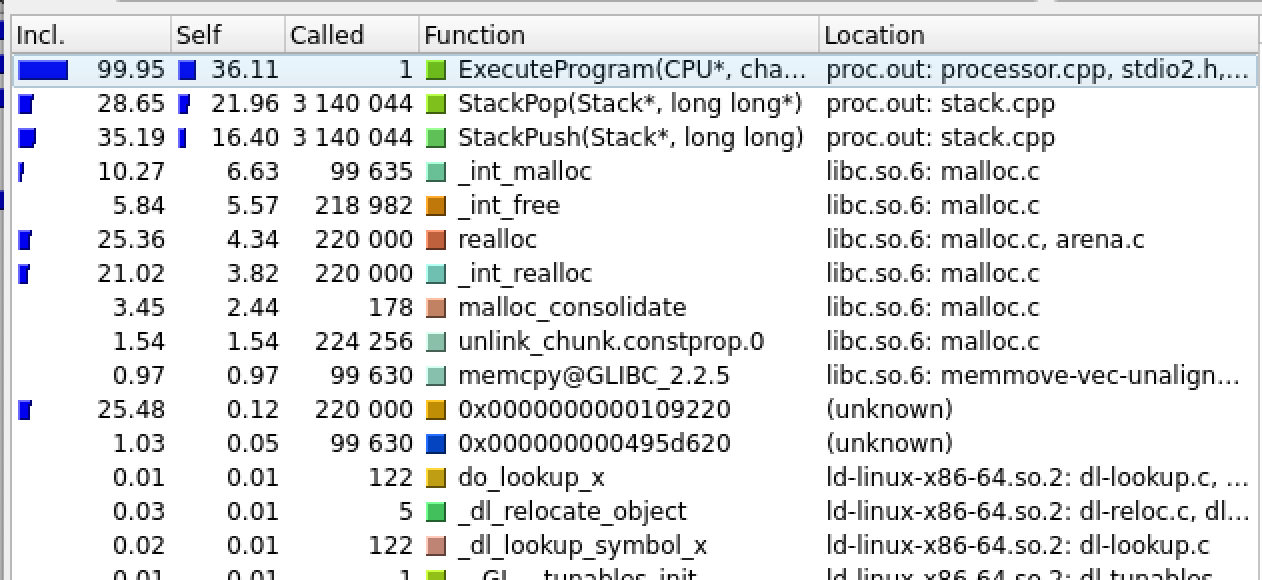 Incl. Self Called Function Location
99.95 36.11 1 ExecuteProgram(CPU*, cha... proc.out: processor.cpp, stdio2.h,...
28.65 21.96 3 140 044 StackPop(Stack*, long long*) proc.out: stack.cpp
35.19 16.40 3 140 044 StackPush(Stack*, long long) proc.out: stack.cpp
10.27 6.63 99 635 _int_malloc libc.so.6: malloc.c
5.84 5.57 218 982 _int_free libc.so.6: malloc.c
25.36 4.34 220 000 realloc libc.so.6: malloc.c, arena.c
21.02 3.82 220 000 _int_realloc libc.so.6: malloc.c
3.45 2.44 178 malloc_consolidate libc.so.6: malloc.c
1.54 1.54 224 256 unlink_chunk.constprop.0 libc.so.6: malloc.c
0.97 0.97 99 630 memcpy@GLIBC_2.2.5 libc.so.6: memmove-vec-unalign...
25.48 0.12 220 000 0x0000000000109220 (unknown)
1.03 0.05 99 630 0x000000000495d620 (unknown)
0.01 0.01 122 do_lookup_x ld-linux-x86-64.so.2: dl-lookup.c, ...
0.03 0.01 5 _dl_relocate_object ld-linux-x86-64.so.2: dl-reloc.c, dl...
0.02 0.01 122 _dl_lookup_symbol_x ld-linux-x86-64.so.2: dl-lookup.c
0.01 0.01 1 ld-linux-x86-64.so.2: dl-tunables